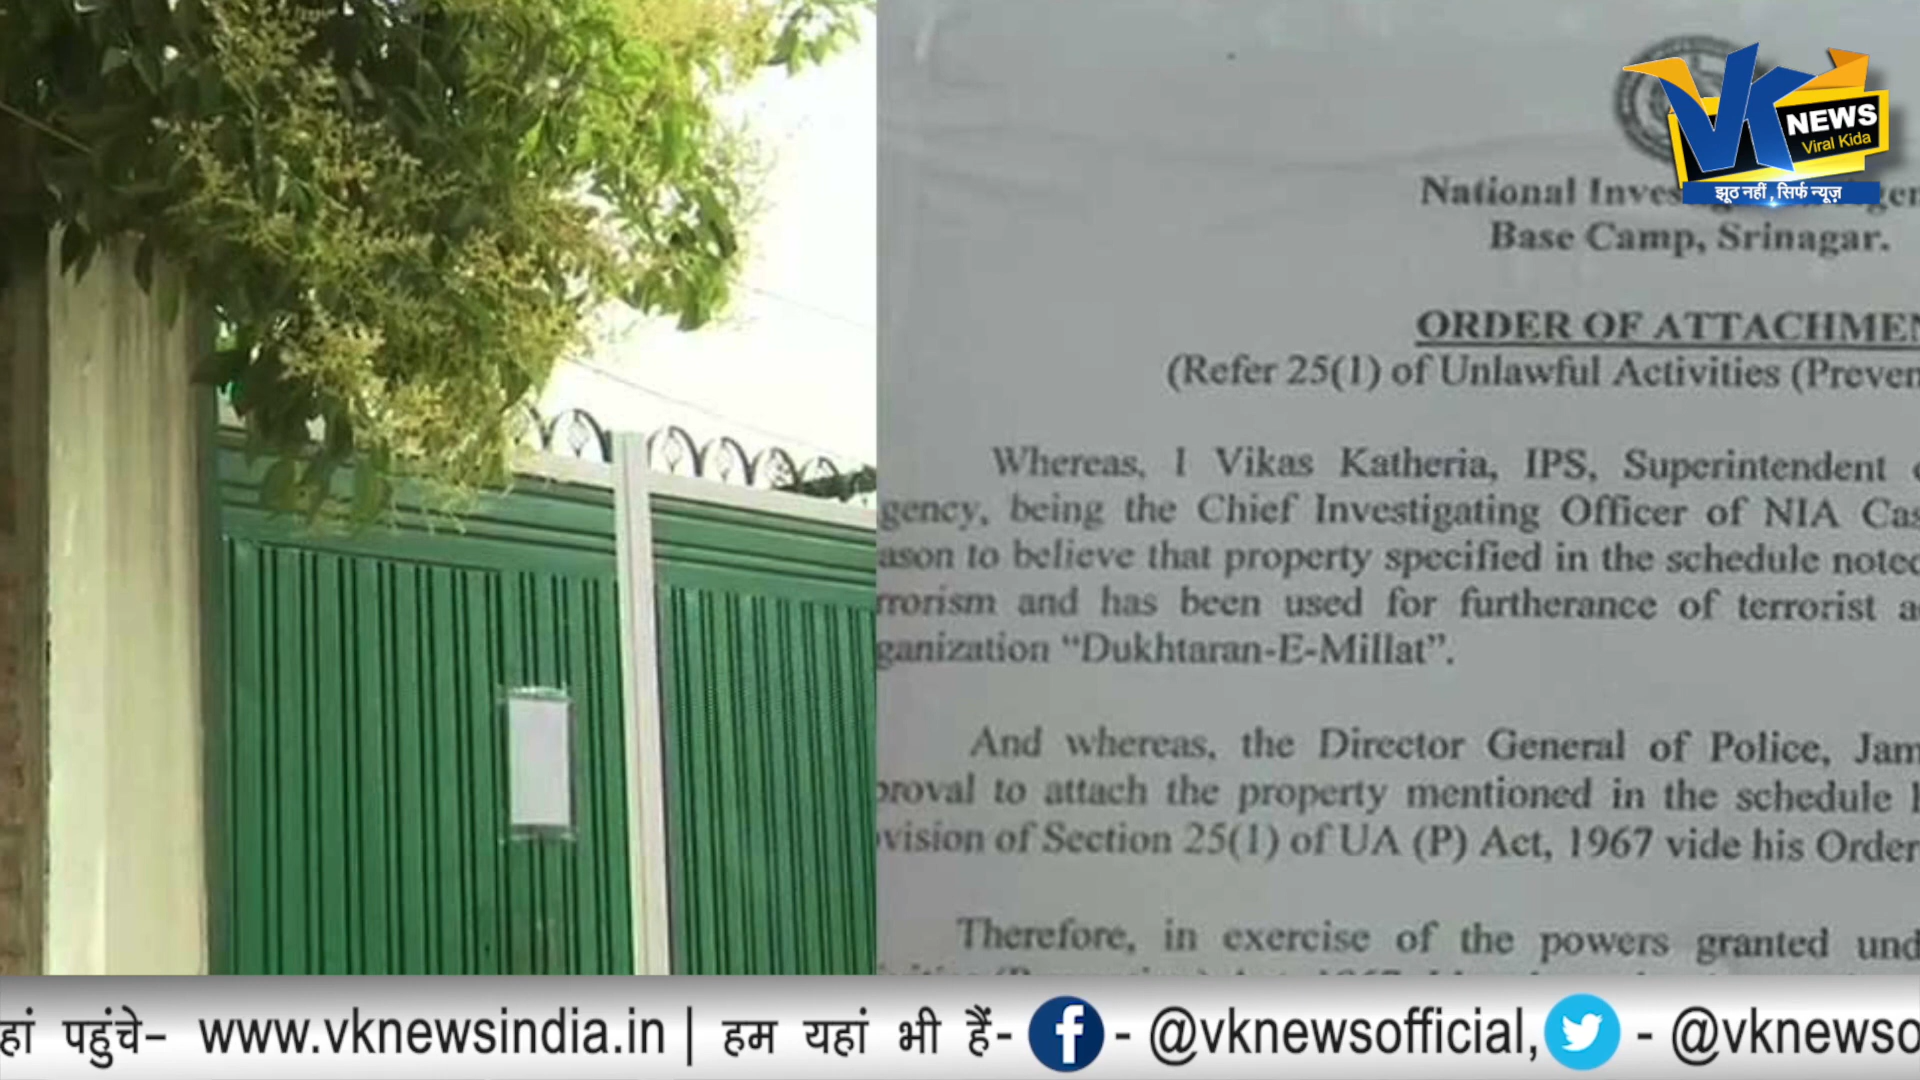 VK NEWS
Viral Kida
झूठ नहीं, सिर्फ न्यूज़
National
Base Camp, Srinagar.
ORDER OF ATTACHMEN
(Refer 25(1) of Unlawful Activities (Preven
Whereas, I Vikas Katheria, IPS, Superintendent
gency, being the Chief Investigating Officer of NIA Cas
ason to believe that property specified in the schedule noted
rrorism and has been used for furtherance of terrorist a
ganization “Dukhtaran-E-Millat”.
And whereas, the Director General of Police, Jam
proval to attach the property mentioned in the schedule
vision of Section 25(1) of UA (P) Act, 1967 vide his Order
Therefore, in exercise of the powers granted und
हां पहुंचे- www.vknewsindia.in | हम यहां भी हैं- f - @vknewsofficial, - @vknewso